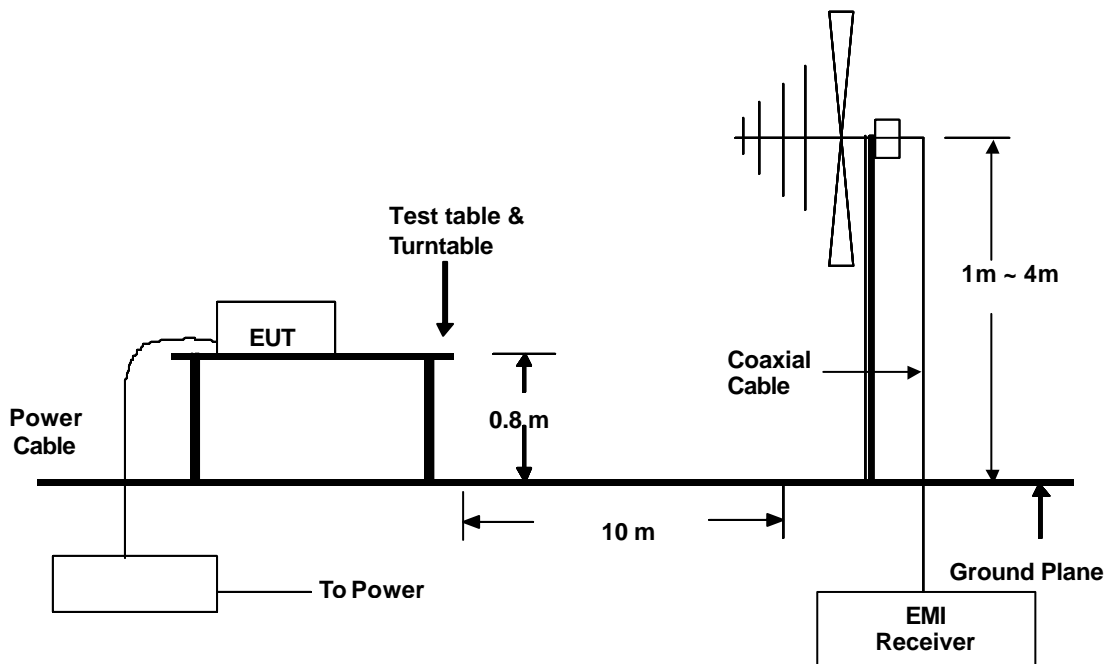 Test table &
Turntable
EUT
1m ~ 4m
Coaxial
Cable
0.8 m
Power
Cable
10 m
To Power
Ground Plane
EMI
Receiver